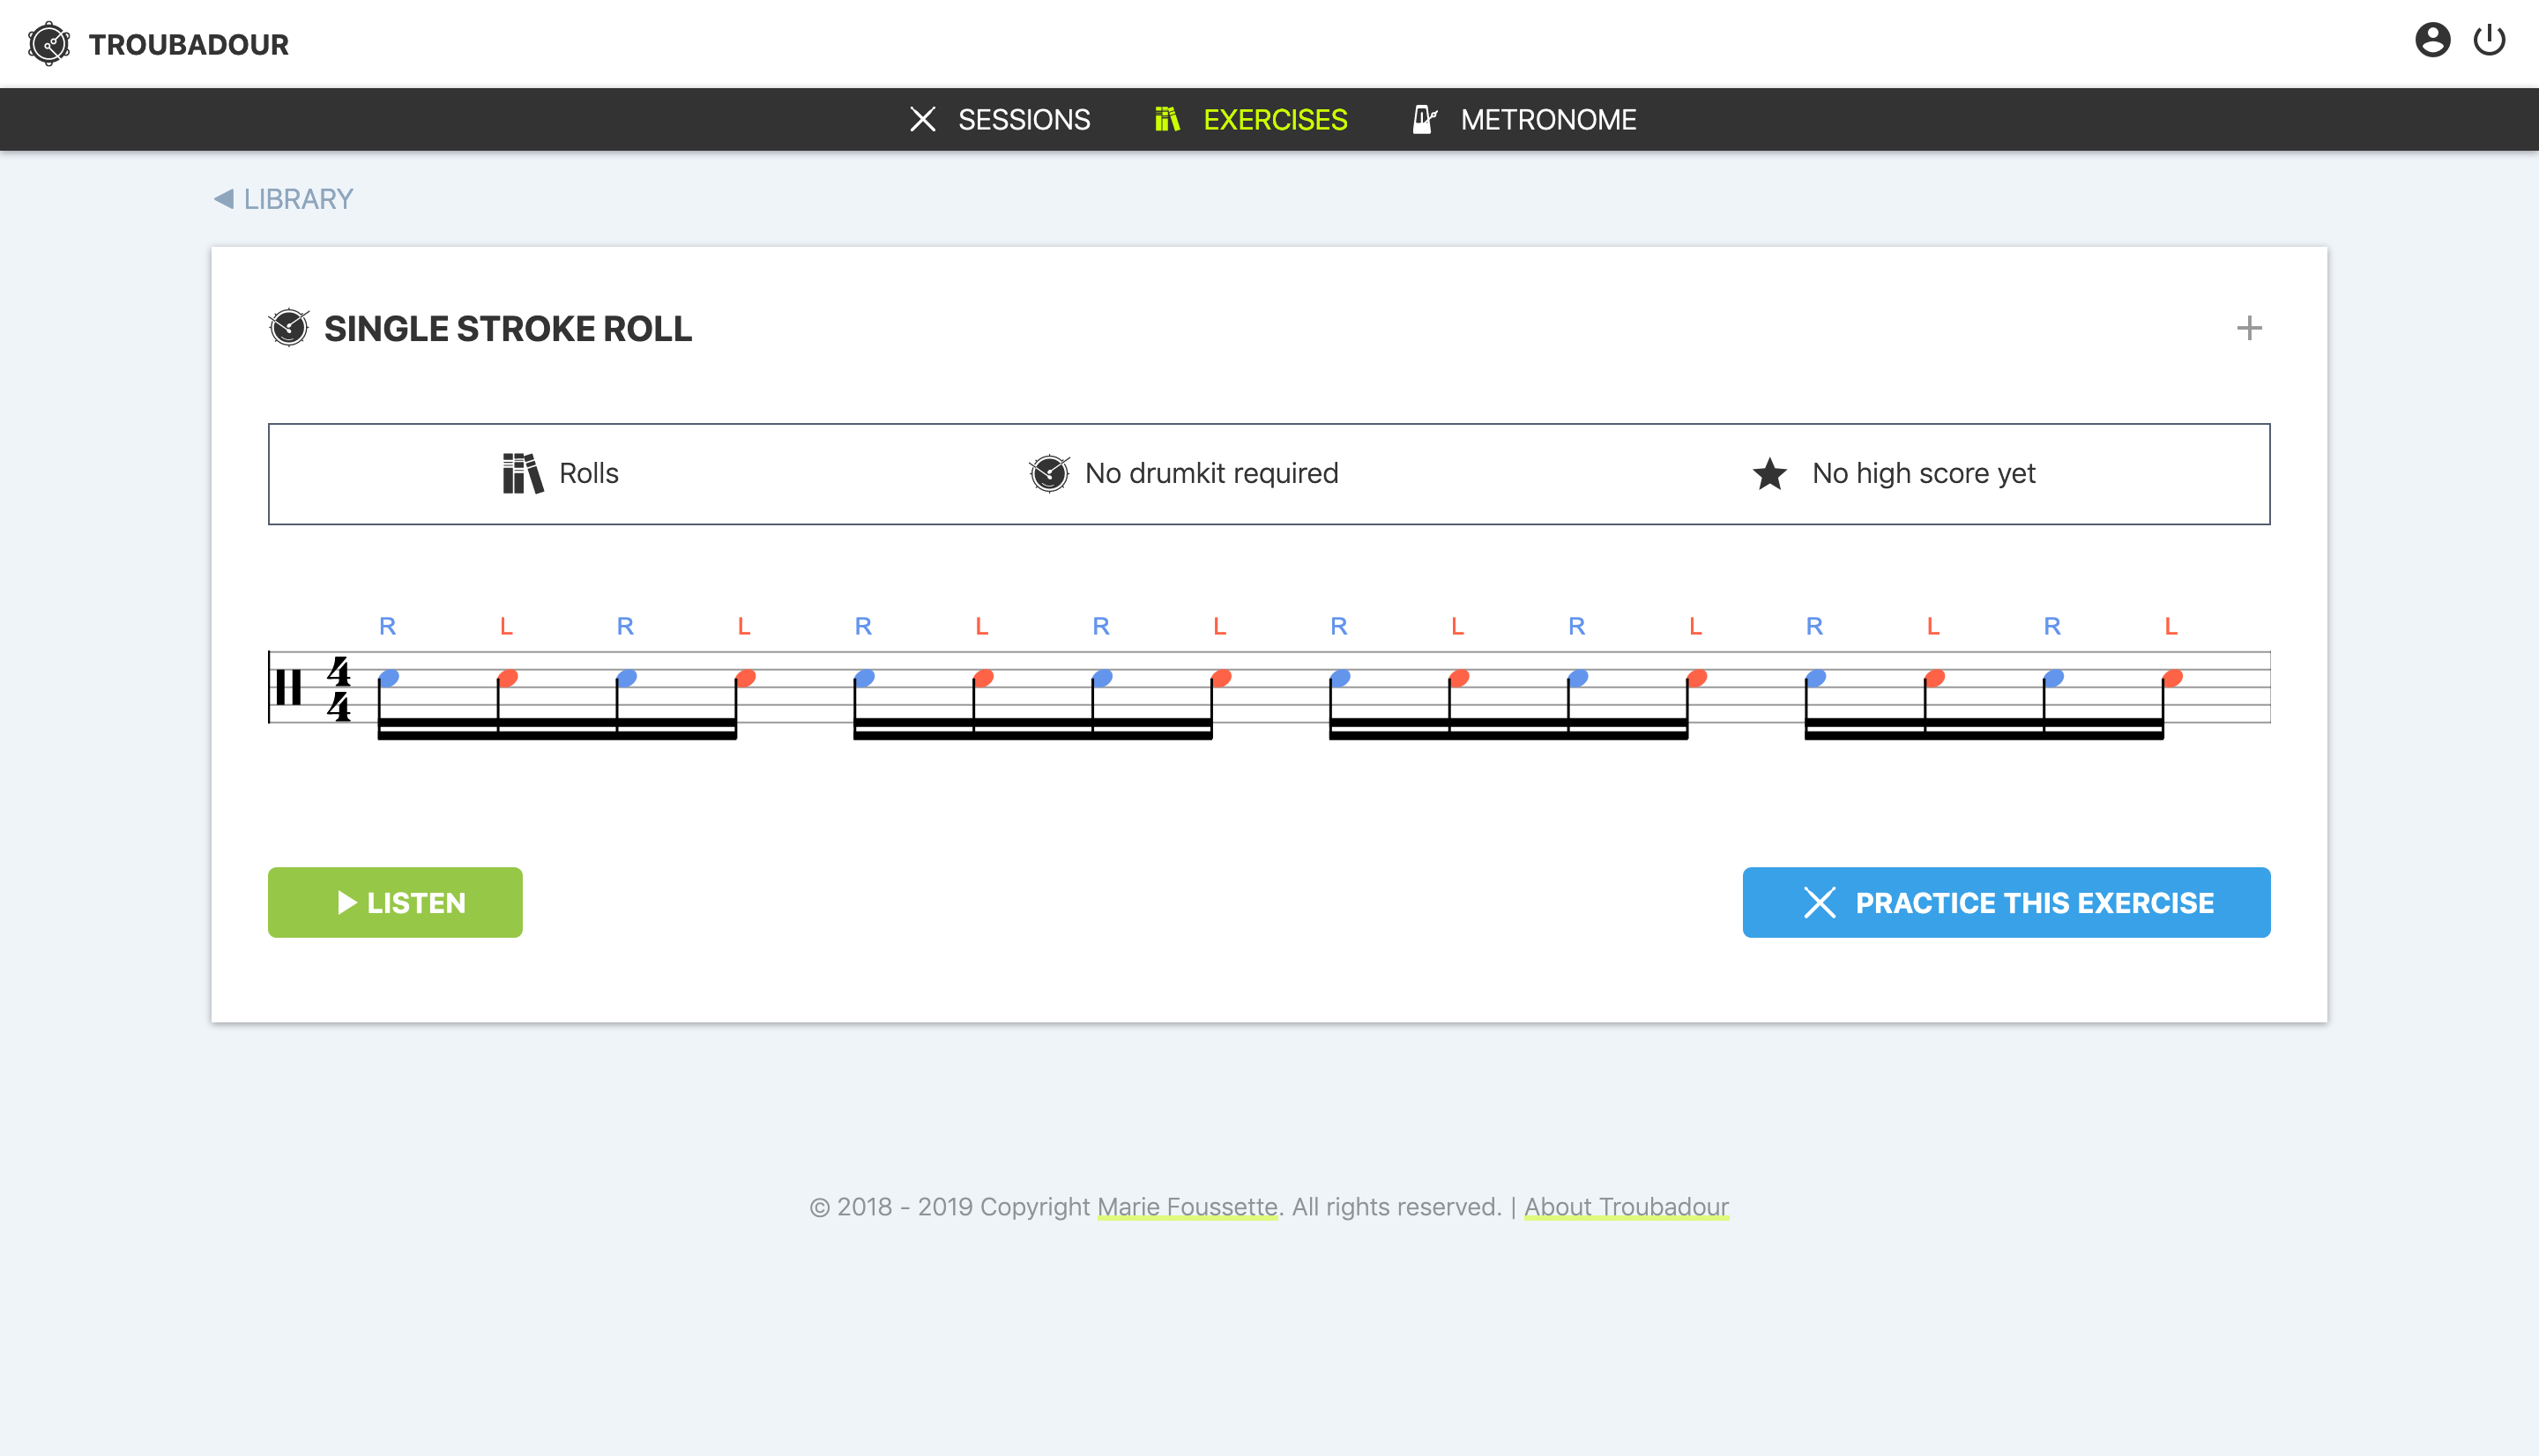 TROUBADOUR
SESSIONS EXERCISES METRONOME
◀ LIBRARY
SINGLE STROKE ROLL
Rolls No drumkit required No high score yet
R L R L R L R L R L R L R L R L
4
4
LISTEN PRACTICE THIS EXERCISE
© 2018 - 2019 Copyright Marie Foussette. All rights reserved. | About Troubadour